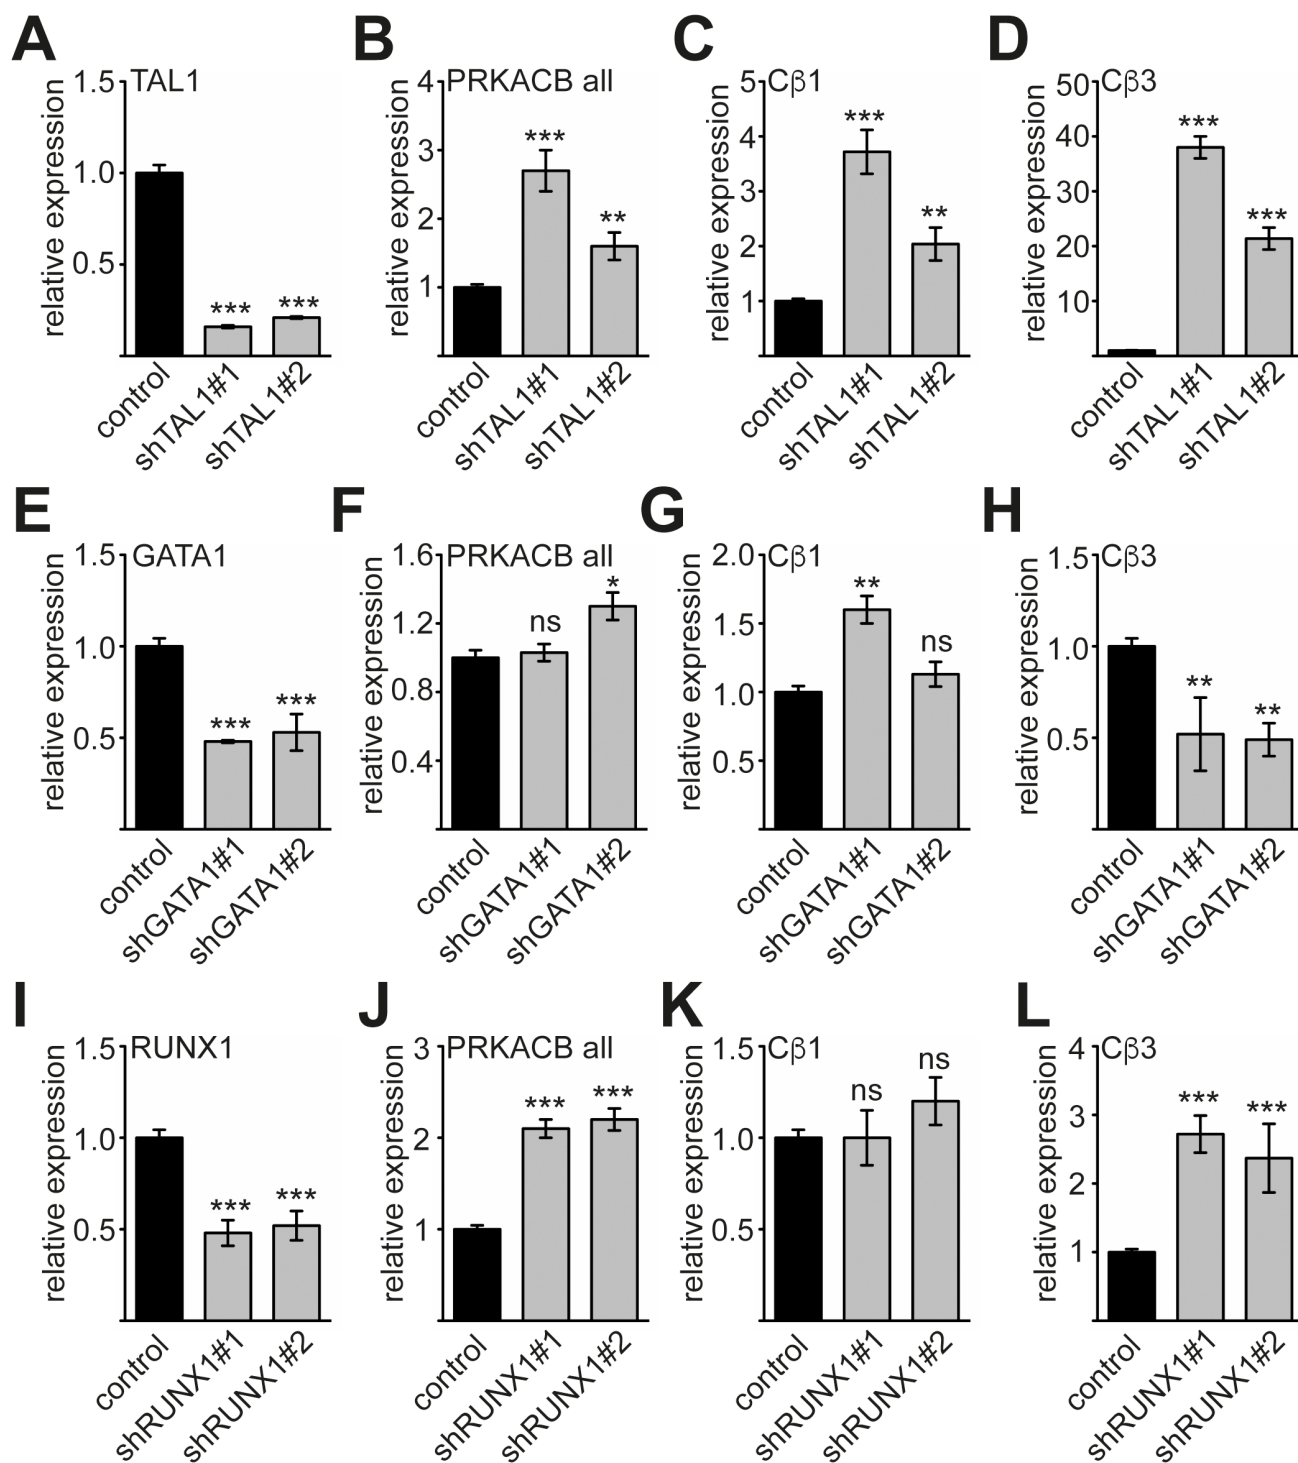 A
TAL1
relative expression
1.5
1.0
0.5
***
***
control
shTAL1#1
shTAL1#2
B
PRKACB all
relative expression
4
3
2
1
***
**
control
shTAL1#1
shTAL1#2
C
Cβ1
relative expression
5
4
3
2
1
***
**
control
shTAL1#1
shTAL1#2
D
Cβ3
relative expression
50
40
30
20
10
***
***
control
shTAL1#1
shTAL1#2
E
GATA1
relative expression
1.5
1.0
0.5
***
***
control
shGATA1#1
shGATA1#2
F
PRKACB all
relative expression
1.6
1.2
0.8
0.4
ns
*
control
shGATA1#1
shGATA1#2
G
Cβ1
relative expression
2.0
1.5
1.0
0.5
**
ns
control
shGATA1#1
shGATA1#2
H
Cβ3
relative expression
1.5
1.0
0.5
**
**
control
shGATA1#1
shGATA1#2
I
RUNX1
relative expression
1.5
1.0
0.5
***
***
control
shRUNX1#1
shRUNX1#2
J
PRKACB all
relative expression
3
2
1
***
***
control
shRUNX1#1
shRUNX1#2
K
Cβ1
relative expression
1.5
1.0
0.5
ns
ns
control
shRUNX1#1
shRUNX1#2
L
Cβ3
relative expression
4
3
2
1
***
***
control
shRUNX1#1
shRUNX1#2